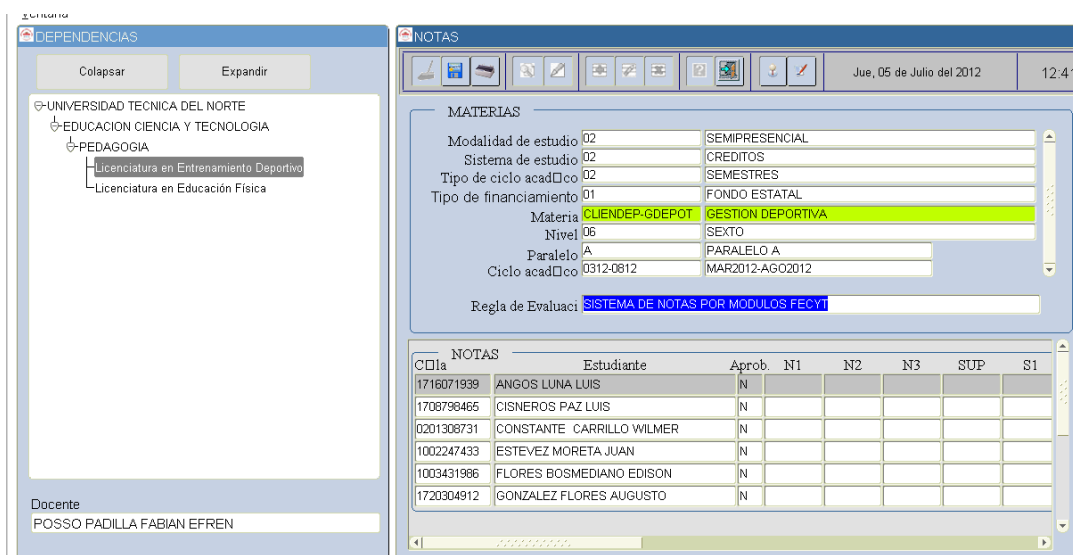 Ventana
DEPENDENCIAS
Colapsar Expandir
UNIVERSIDAD TECNICA DEL NORTE
EDUCACION CIENCIA Y TECNOLOGIA
PEDAGOGIA
Licenciatura en Entrenamiento Deportivo
Licenciatura en Educación Física
Docente
POSSO PADILLA FABIAN EFREN
NOTAS
Jue, 05 de Julio del 2012 12:41
MATERIAS
Modalidad de estudio 02 SEMIPRESENCIAL
Sistema de estudio 02 CREDITOS
Tipo de ciclo acad□co 02 SEMESTRES
Tipo de financiamiento 01 FONDO ESTATAL
Materia CLIENDEP-GDEPOT GESTION DEPORTIVA
Nivel 06 SEXTO
Paralelo A PARALELO A
Ciclo acad□co 0312-0812 MAR2012-AGO2012
Regla de Evaluaci SISTEMA DE NOTAS POR MODULOS FECYT
NOTAS
C□la Estudiante Aprob. N1 N2 N3 SUP S1
1716071939 ANGOS LUNA LUIS N
1708798465 CISNEROS PAZ LUIS N
0201308731 CONSTANTE CARRILLO WILMER N
1002247433 ESTEVEZ MORETA JUAN N
1003431986 FLORES BOSMEDIANO EDISON N
1720304912 GONZALEZ FLORES AUGUSTO N